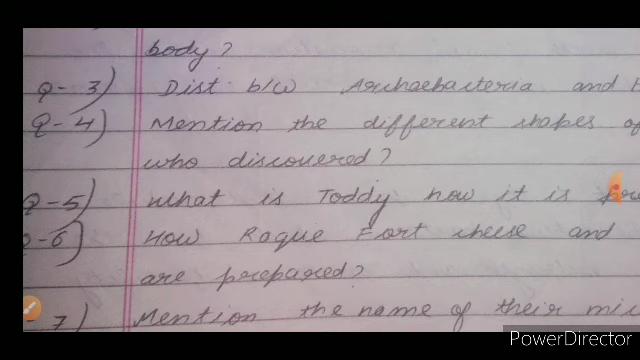 body?
Q-3) Dist. b/w Archaebacteria and
Q-4) Mention the different shapes of
who discovered?
Q-5) What is Toddy how it is
Q-6) How Roque Fort cheese and
are prepared?
7) Mention the name of their
PowerDirector